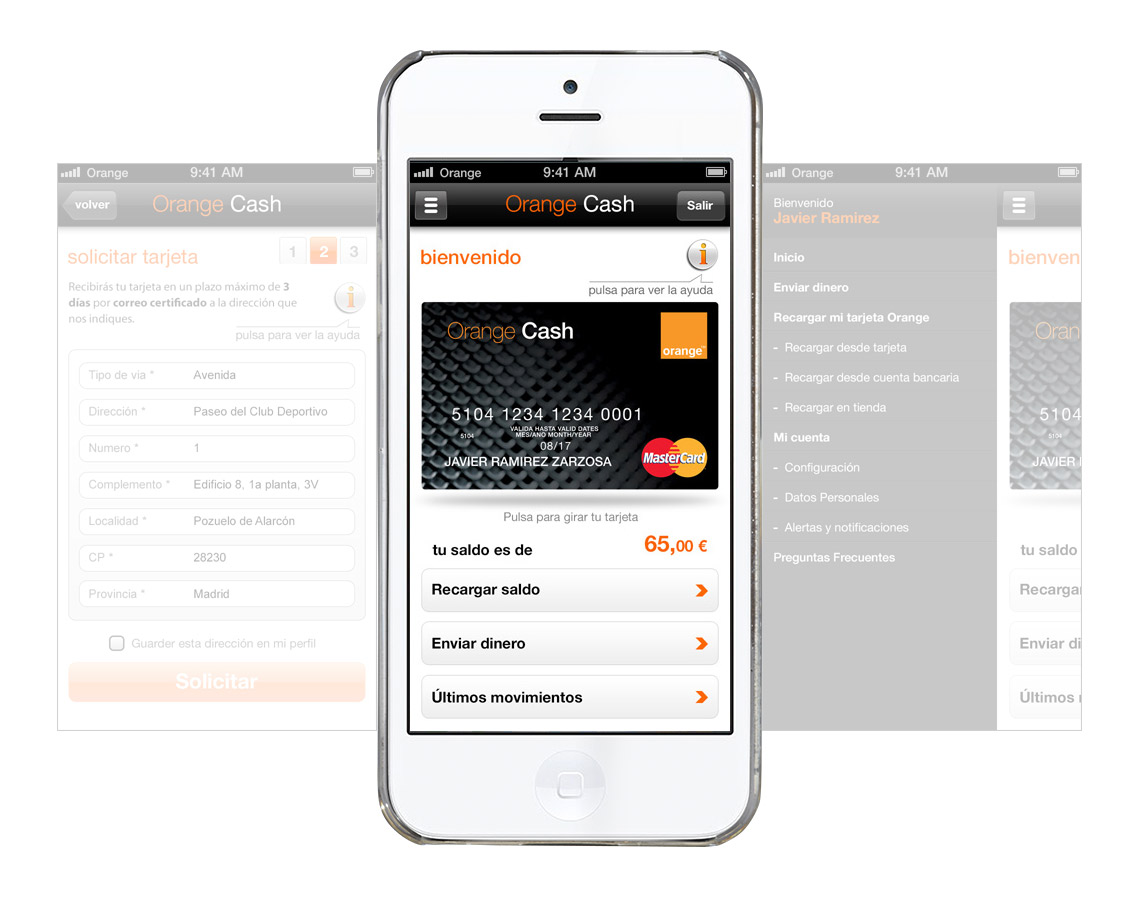 Orange 9:41 AM
volver Orange Cash
solicitar tarjeta 1 2 3
Recibirás tu tarjeta en un plazo máximo de 3
días por correo certificado a la dirección que
nos indiques.
pulsa para ver la ayuda
Tipo de via * Avenida
Dirección * Paseo del Club Deportivo
Numero * 1
Complemento * Edificio 8, 1a planta, 3V
Localidad * Pozuelo de Alarcón
CP * 28230
Provincia * Madrid
Guarder esta dirección en mi perfil
Solicitar
Orange 9:41 AM
Orange Cash Salir
bienvenido
pulsa para ver la ayuda
Orange Cash
orange™
5104 1234 1234 0001
5104
VALIDA HASTA VALID DATES
MES/ANO MONTH/YEAR
08/17
JAVIER RAMIREZ ZARZOSA
MasterCard
Pulsa para girar tu tarjeta
tu saldo es de 65,00 €
Recargar saldo
Enviar dinero
Últimos movimientos
Orange 9:41 AM
Bienvenido
Javier Ramirez
Inicio
Enviar dinero
Recargar mi tarjeta Orange
- Recargar desde tarjeta
- Recargar desde cuenta bancaria
- Recargar en tienda
Mi cuenta
- Configuración
- Datos Personales
- Alertas y notificaciones
Preguntas Frecuentes
bienven
Oran
5104
5104
JAVIER
tu saldo
Recarga
Enviar di
Últimos